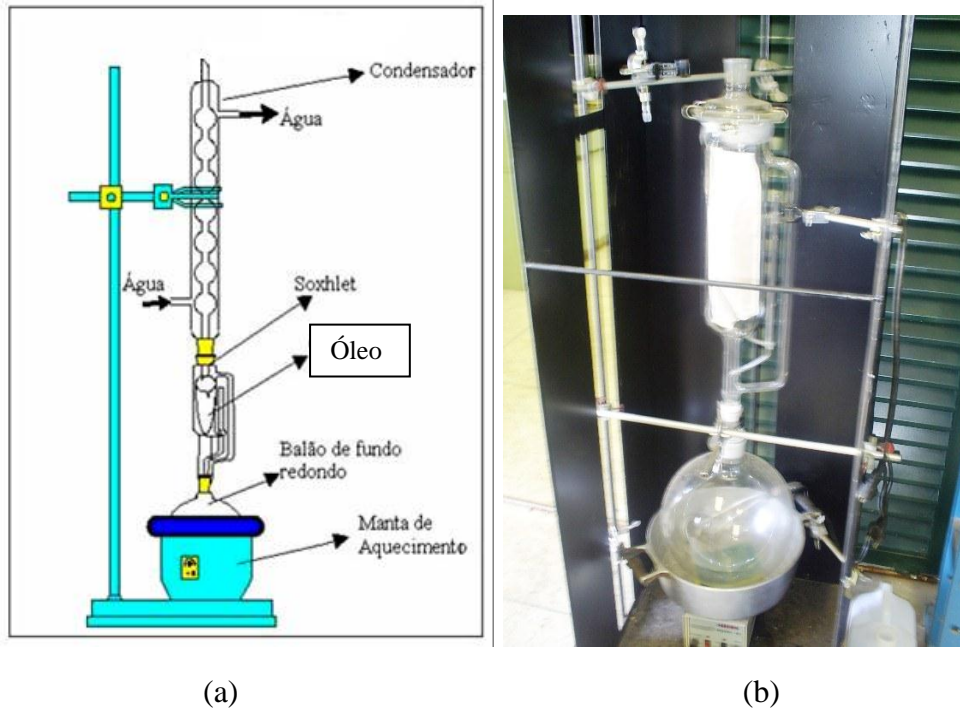 Condensador
Água
Água
Soxhlet
Óleo
Balão de fundo
redondo
Manta de
Aquecimento
(a)
(b)